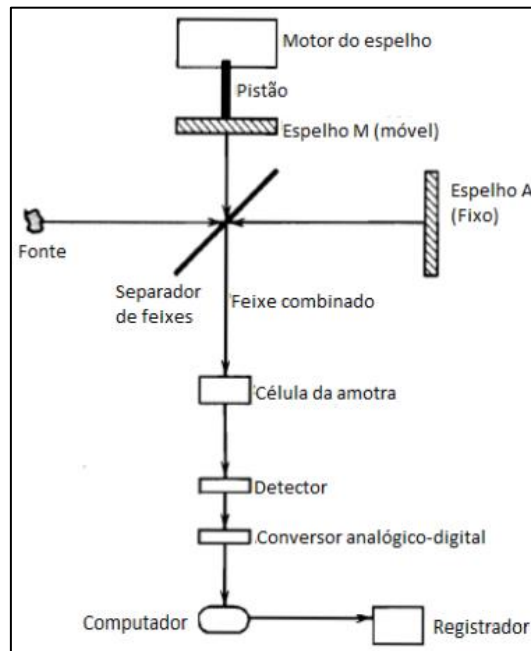 Motor do espelho
Pistão
Espelho M (móvel)
Espelho A
(Fixo)
Fonte
Separador
de feixes
Feixe combinado
Célula da amotra
Detector
Conversor analógico-digital
Computador
Registrador